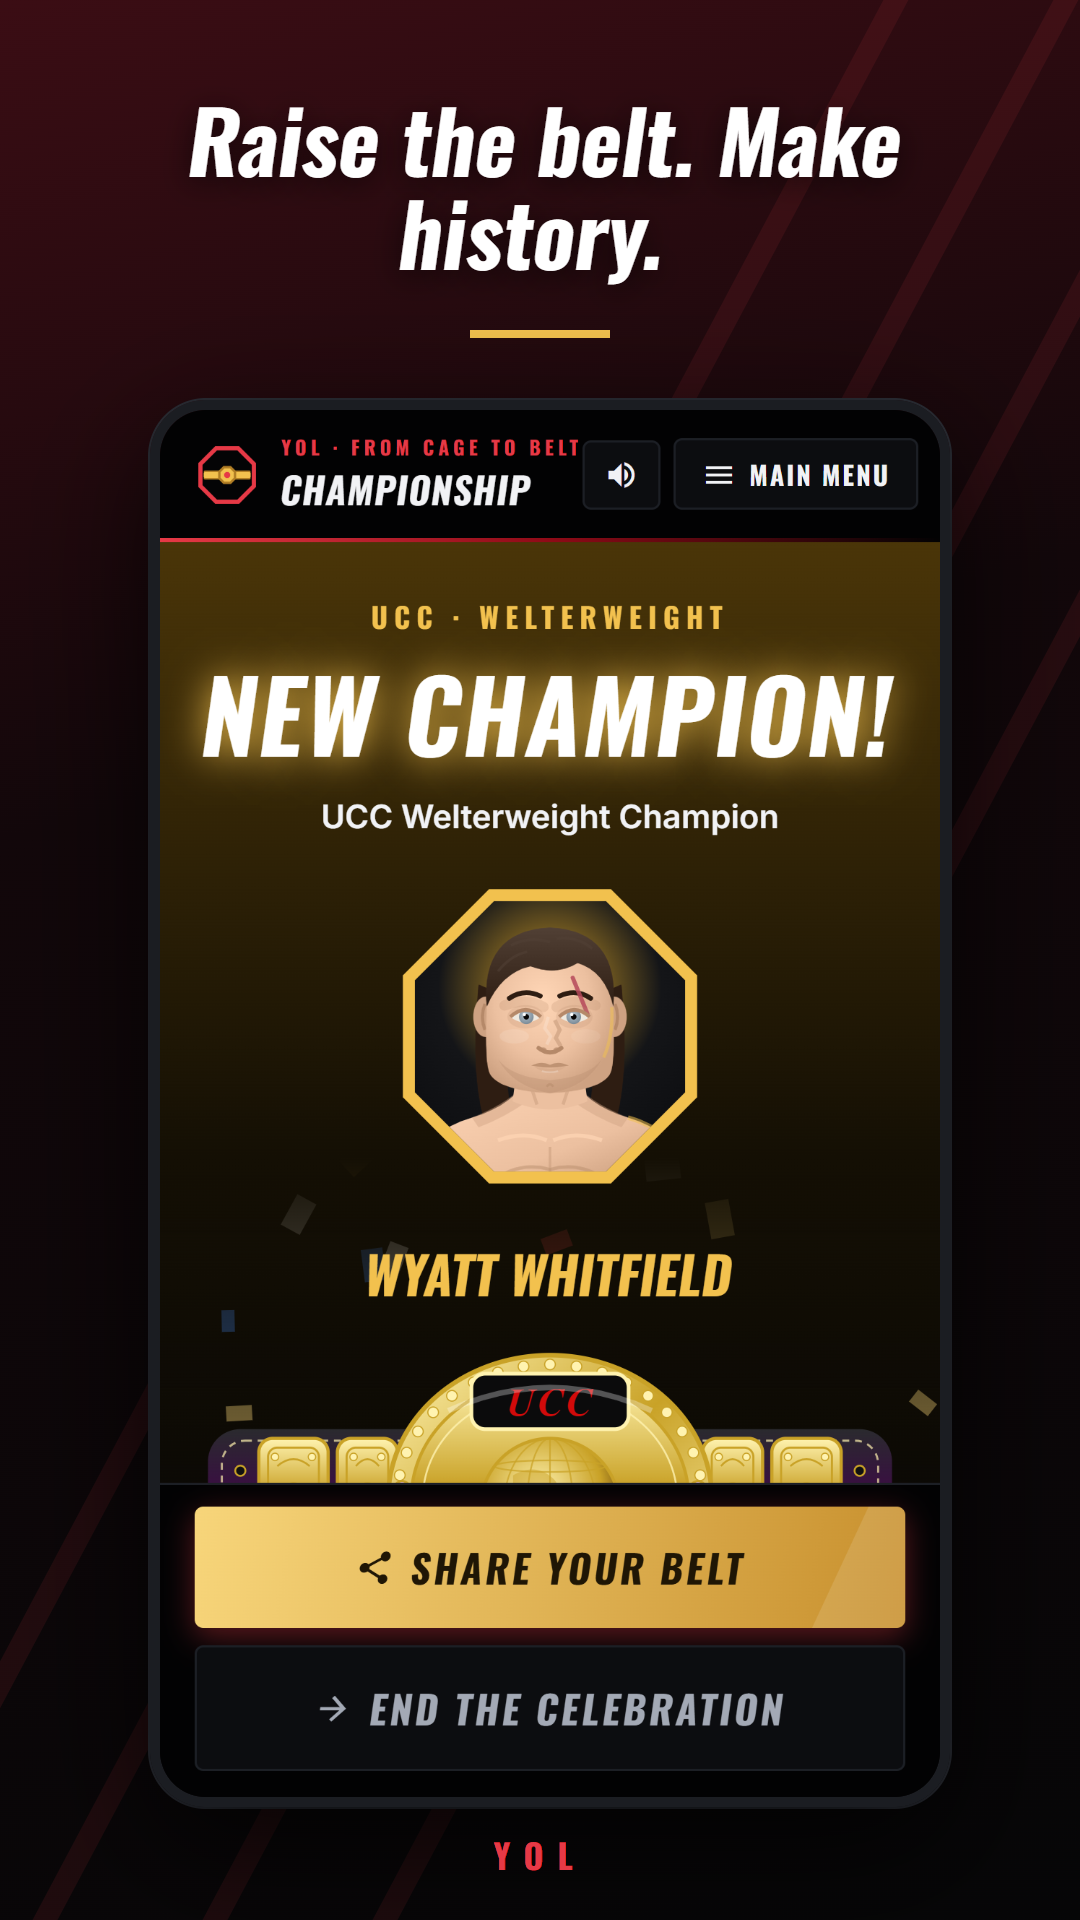 Raise the belt. Make
history.
YOL · FROM CAGE TO BELT
CHAMPIONSHIP
MAIN MENU
UCC · WELTERWEIGHT
NEW CHAMPION!
UCC Welterweight Champion
WYATT WHITFIELD
UCC
SHARE YOUR BELT
END THE CELEBRATION
YOL